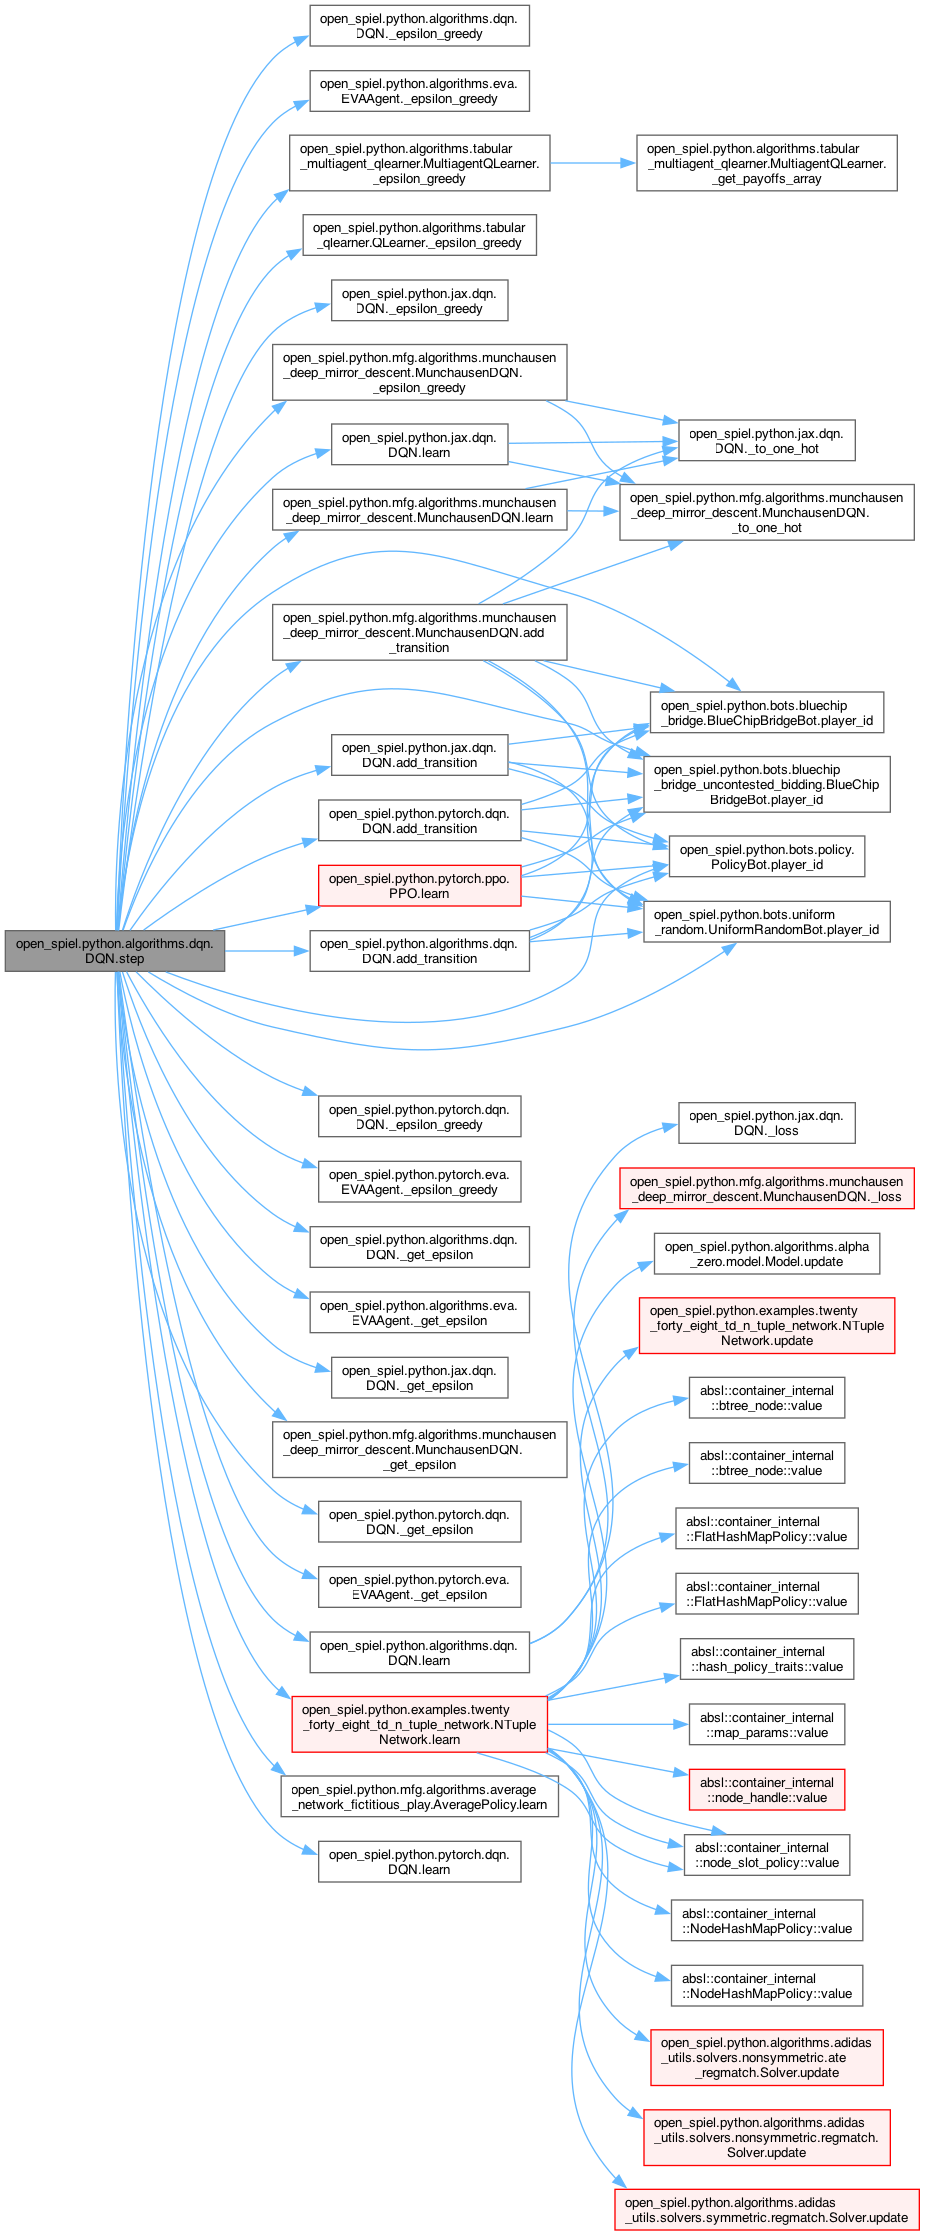 open_spiel.python.algorithms.dqn.
DQN.step
open_spiel.python.algorithms.dqn.
DQN._epsilon_greedy
open_spiel.python.algorithms.eva.
EVAAgent._epsilon_greedy
open_spiel.python.algorithms.tabular
_multiagent_qlearner.MultiagentQLearner.
_epsilon_greedy
open_spiel.python.algorithms.tabular
_multiagent_qlearner.MultiagentQLearner.
_get_payoffs_array
open_spiel.python.algorithms.tabular
_qlearner.QLearner._epsilon_greedy
open_spiel.python.jax.dqn.
DQN._epsilon_greedy
open_spiel.python.mfg.algorithms.munchausen
_deep_mirror_descent.MunchausenDQN.
_epsilon_greedy
open_spiel.python.jax.dqn.
DQN.learn
open_spiel.python.mfg.algorithms.munchausen
_deep_mirror_descent.MunchausenDQN.learn
open_spiel.python.jax.dqn.
DQN._to_one_hot
open_spiel.python.mfg.algorithms.munchausen
_deep_mirror_descent.MunchausenDQN.
_to_one_hot
open_spiel.python.mfg.algorithms.munchausen
_deep_mirror_descent.MunchausenDQN.add
_transition
open_spiel.python.jax.dqn.
DQN.add_transition
open_spiel.python.pytorch.dqn.
DQN.add_transition
open_spiel.python.pytorch.ppo.
PPO.learn
open_spiel.python.algorithms.dqn.
DQN.add_transition
open_spiel.python.bots.bluechip
_bridge.BlueChipBridgeBot.player_id
open_spiel.python.bots.bluechip
_bridge_uncontested_bidding.BlueChip
BridgeBot.player_id
open_spiel.python.bots.policy.
PolicyBot.player_id
open_spiel.python.bots.uniform
_random.UniformRandomBot.player_id
open_spiel.python.pytorch.dqn.
DQN._epsilon_greedy
open_spiel.python.pytorch.eva.
EVAAgent._epsilon_greedy
open_spiel.python.algorithms.dqn.
DQN._get_epsilon
open_spiel.python.algorithms.eva.
EVAAgent._get_epsilon
open_spiel.python.jax.dqn.
DQN._get_epsilon
open_spiel.python.mfg.algorithms.munchausen
_deep_mirror_descent.MunchausenDQN.
_get_epsilon
open_spiel.python.pytorch.dqn.
DQN._get_epsilon
open_spiel.python.pytorch.eva.
EVAAgent._get_epsilon
open_spiel.python.algorithms.dqn.
DQN.learn
open_spiel.python.examples.twenty
_forty_eight_td_n_tuple_network.NTuple
Network.learn
open_spiel.python.mfg.algorithms.average
_network_fictitious_play.AveragePolicy.learn
open_spiel.python.pytorch.dqn.
DQN.learn
open_spiel.python.jax.dqn.
DQN._loss
open_spiel.python.mfg.algorithms.munchausen
_deep_mirror_descent.MunchausenDQN._loss
open_spiel.python.algorithms.alpha
_zero.model.Model.update
open_spiel.python.examples.twenty
_forty_eight_td_n_tuple_network.NTuple
Network.update
absl::container_internal
::btree_node::value
absl::container_internal
::btree_node::value
absl::container_internal
::FlatHashMapPolicy::value
absl::container_internal
::FlatHashMapPolicy::value
absl::container_internal
::hash_policy_traits::value
absl::container_internal
::map_params::value
absl::container_internal
::node_handle::value
absl::container_internal
::node_slot_policy::value
absl::container_internal
::NodeHashMapPolicy::value
absl::container_internal
::NodeHashMapPolicy::value
open_spiel.python.algorithms.adidas
_utils.solvers.nonsymmetric.ate
_regmatch.Solver.update
open_spiel.python.algorithms.adidas
_utils.solvers.nonsymmetric.regmatch.
Solver.update
open_spiel.python.algorithms.adidas
_utils.solvers.symmetric.regmatch.Solver.update